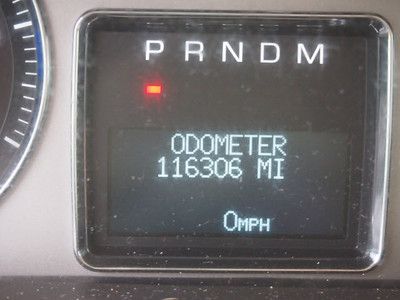 P R N D M
ODOMETER
116306 MI
0MPH